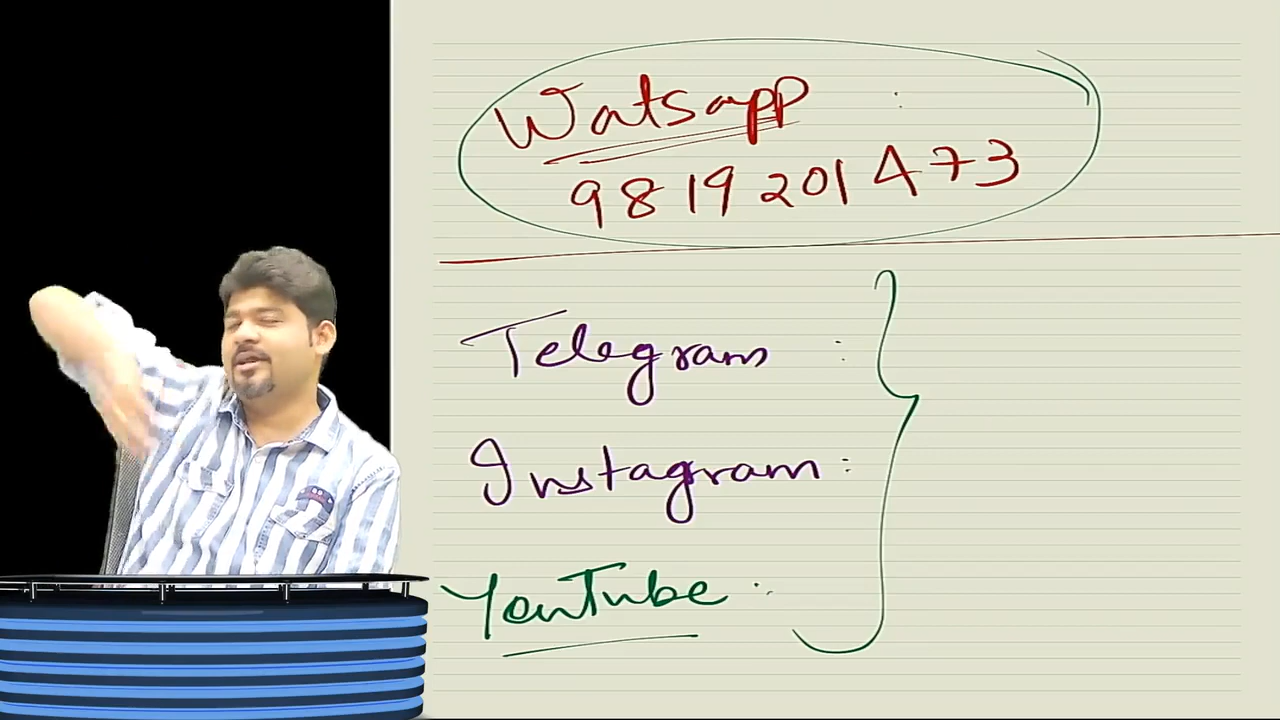 Watsapp :
9819201473
Telegram :
Instagram :
YouTube :